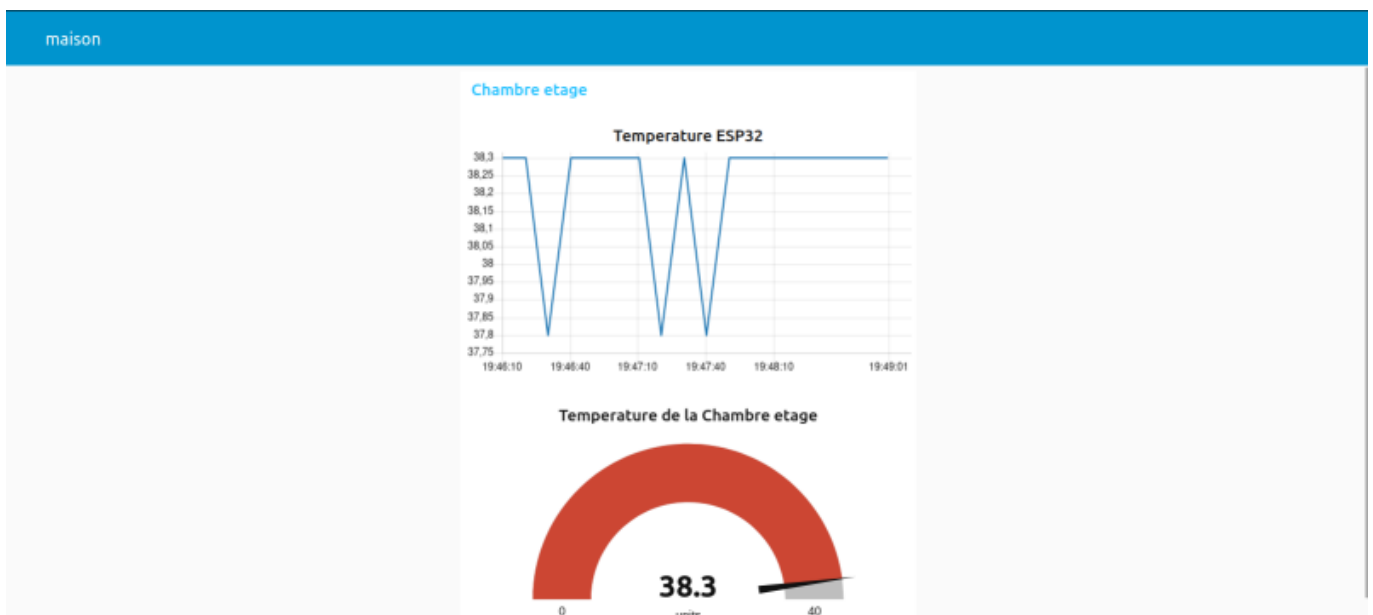 maison
Chambre etage
Temperature ESP32
38,3
38,25
38,2
38,15
38,1
38,05
38
37,95
37,9
37,85
37,8
37,75
19:46:10 19:46:40 19:47:10 19:47:40 19:48:10 19:49:01
Temperature de la Chambre etage
38.3
0 units 40